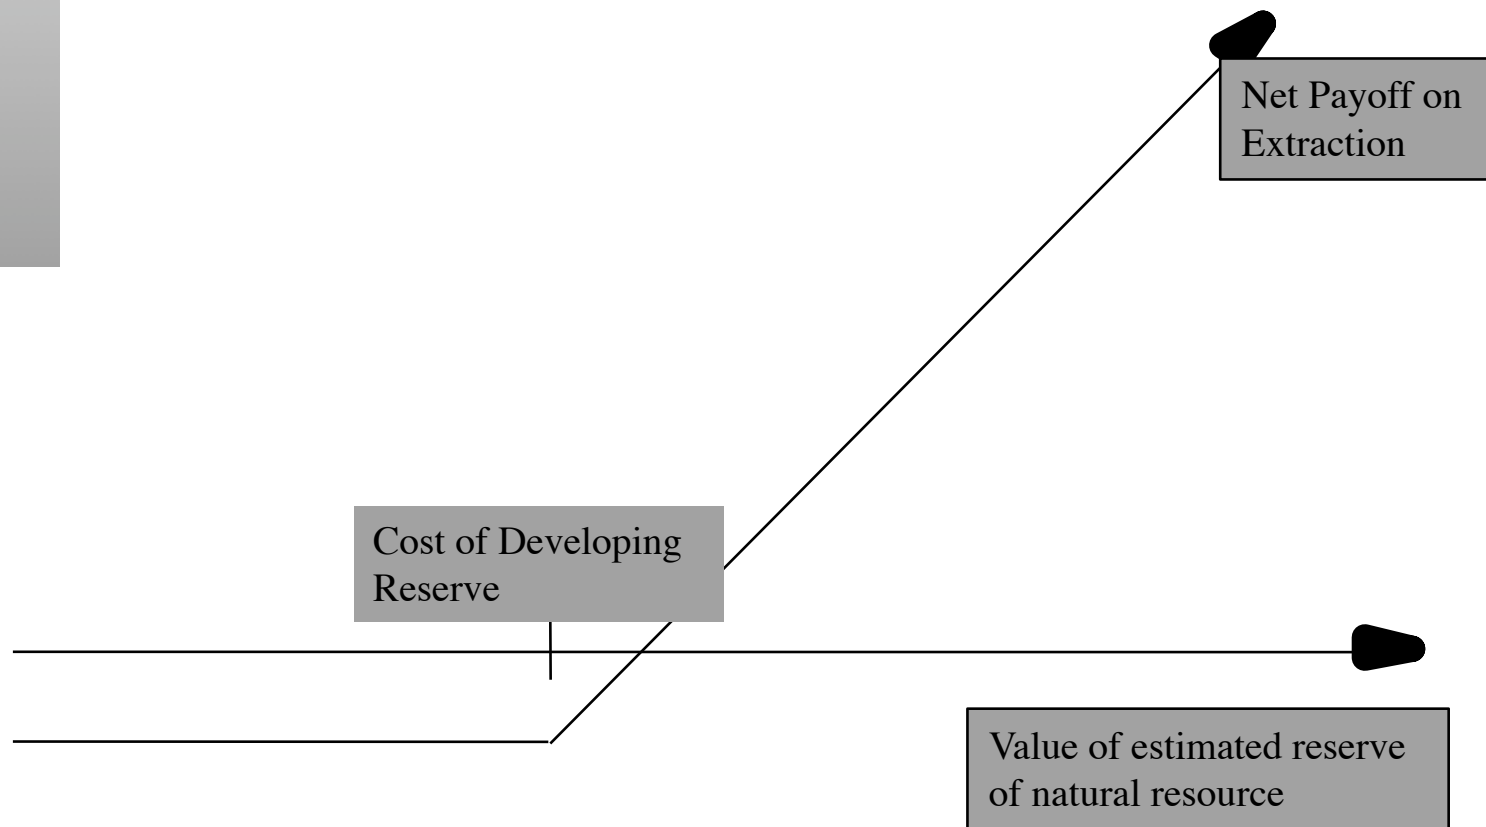 Net Payoff on
Extraction
Cost of Developing
Reserve
Value of estimated reserve
of natural resource